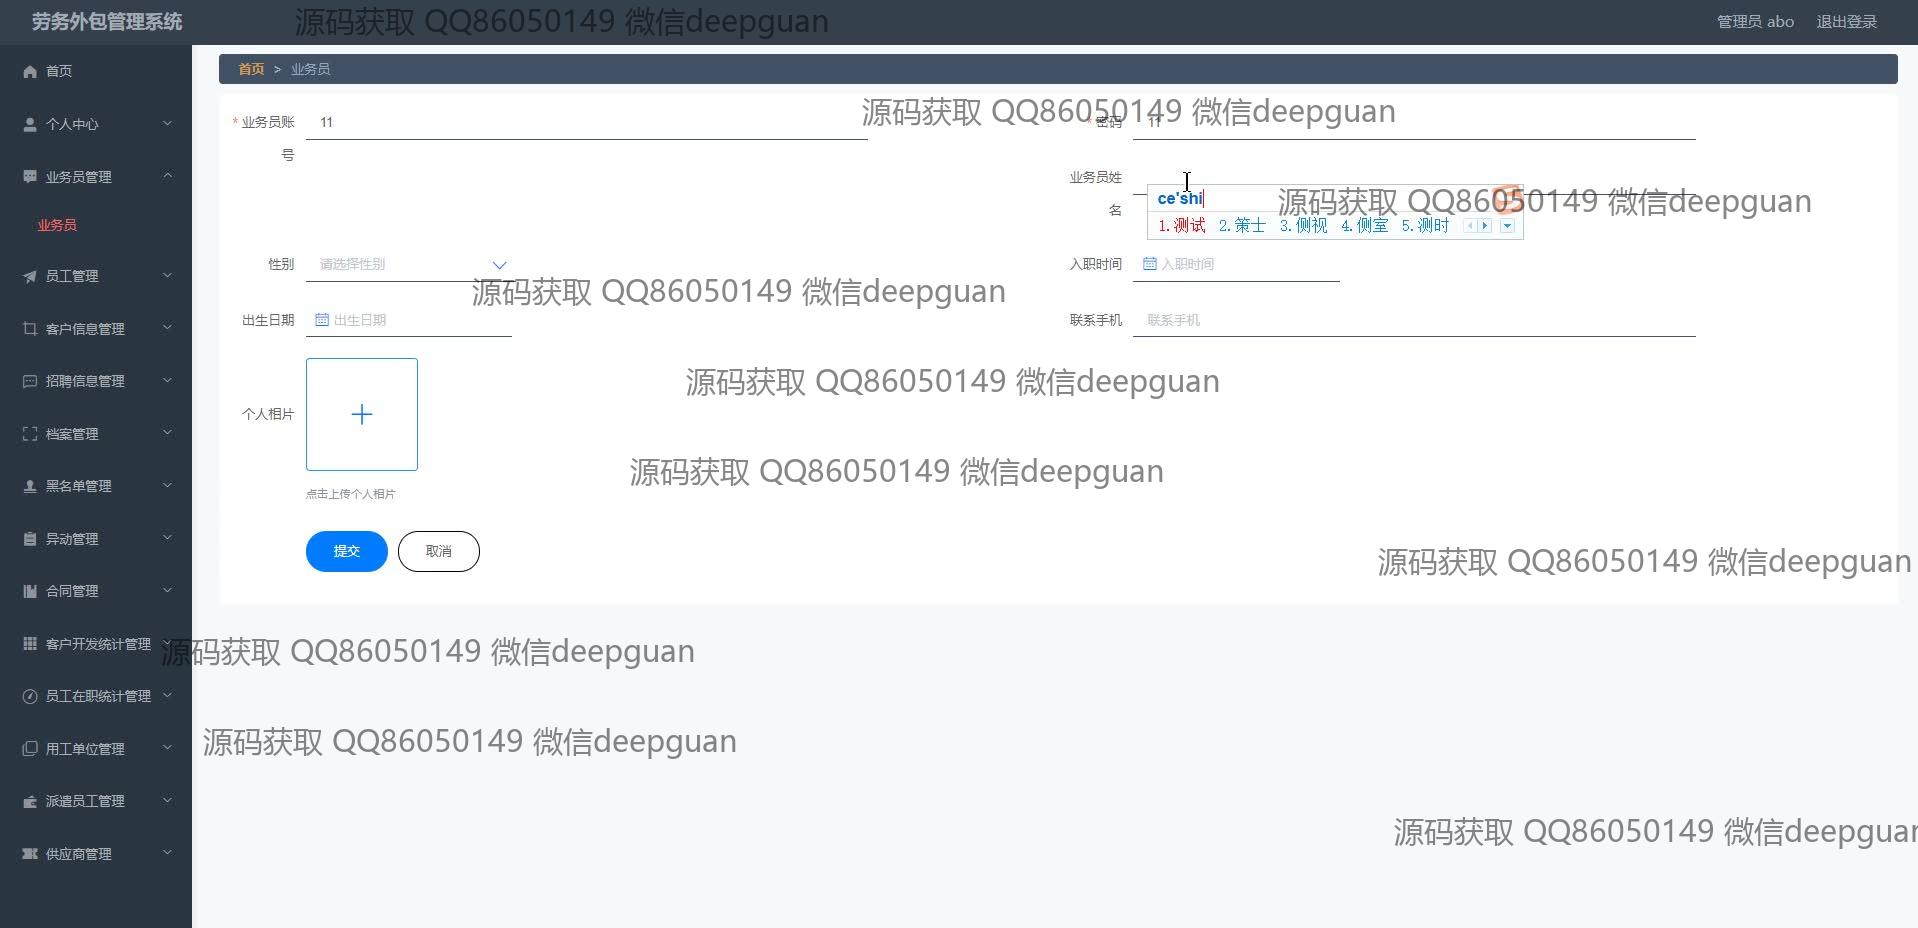 劳务外包管理系统
源码获取 QQ86050149 微信deepguan
管理员 abo
退出登录
首页
个人中心
业务员管理
业务员
员工管理
客户信息管理
招聘信息管理
档案管理
黑名单管理
异动管理
合同管理
客户开发统计管理
员工在职统计管理
用工单位管理
派遣员工管理
供应商管理
首页 > 业务员
源码获取 QQ86050149 微信deepguan
* 业务员账
号
11
* 密码
11
业务员姓
名
ce'shi
源码获取 QQ86050149 微信deepguan
1.测试 2.策士 3.侧视 4.侧室 5.测时
性别
请选择性别
入职时间
入职时间
源码获取 QQ86050149 微信deepguan
出生日期
出生日期
联系手机
联系手机
源码获取 QQ86050149 微信deepguan
个人相片
+
源码获取 QQ86050149 微信deepguan
点击上传个人相片
提交
取消
源码获取 QQ86050149 微信deepguan
源码获取 QQ86050149 微信deepguan
源码获取 QQ86050149 微信deepguan
源码获取 QQ86050149 微信deepguan